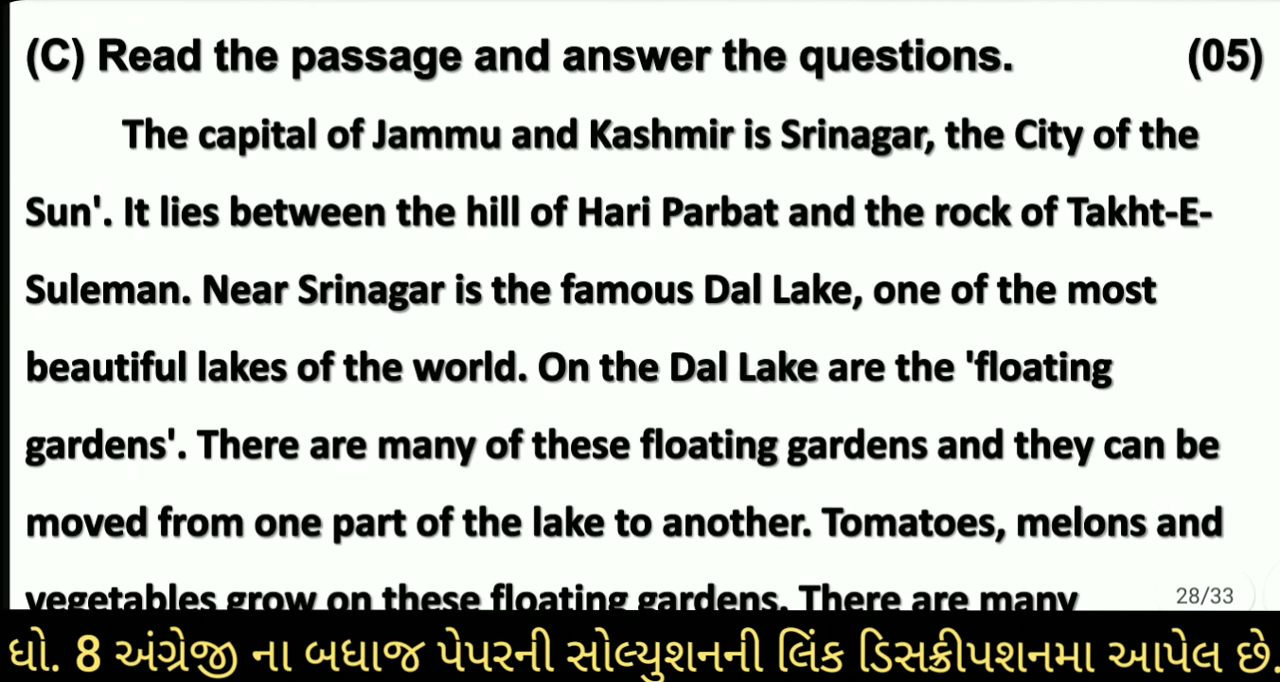 (C) Read the passage and answer the questions. (05)
The capital of Jammu and Kashmir is Srinagar, the City of the
Sun'. It lies between the hill of Hari Parbat and the rock of Takht-E-
Suleman. Near Srinagar is the famous Dal Lake, one of the most
beautiful lakes of the world. On the Dal Lake are the 'floating
gardens'. There are many of these floating gardens and they can be
moved from one part of the lake to another. Tomatoes, melons and
vegetables grow on these floating gardens. There are many
28/33
ધો. 8 અંગ્રેજી ના બધાજ પેપરની સોલ્યુશનની લિંક ડિસક્રીપશનમા આપેલ છે.